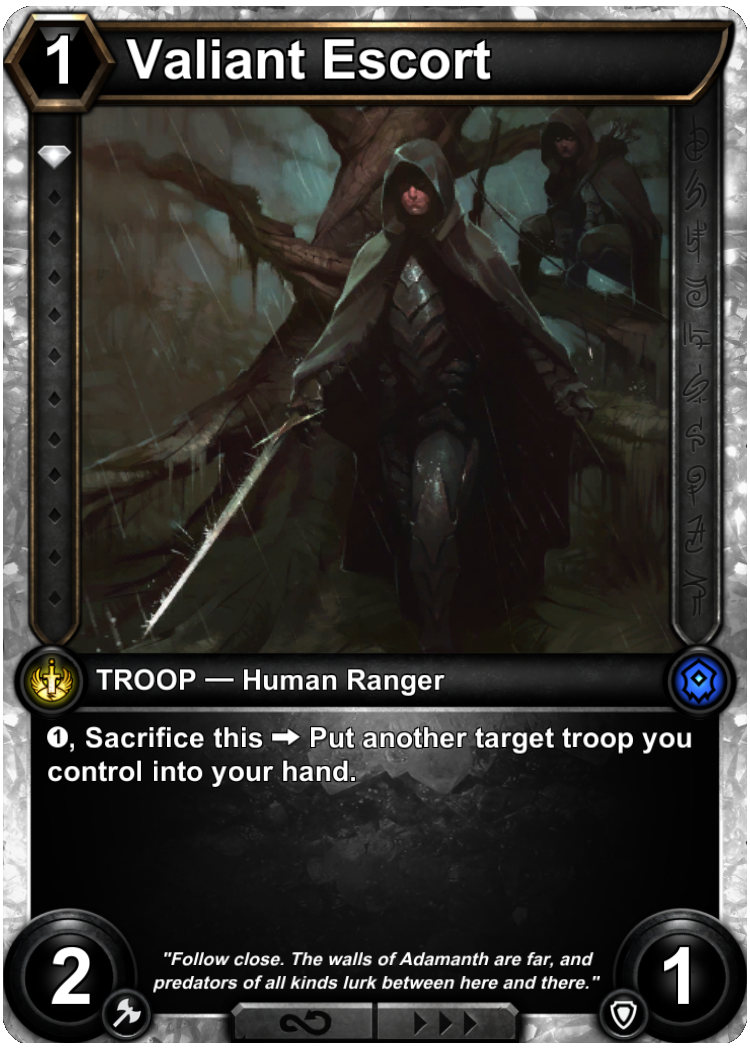 1 Valiant Escort
TROOP — Human Ranger
❶, Sacrifice this ➡ Put another target troop you
control into your hand.
"Follow close. The walls of Adamanth are far, and
predators of all kinds lurk between here and there."
2 1